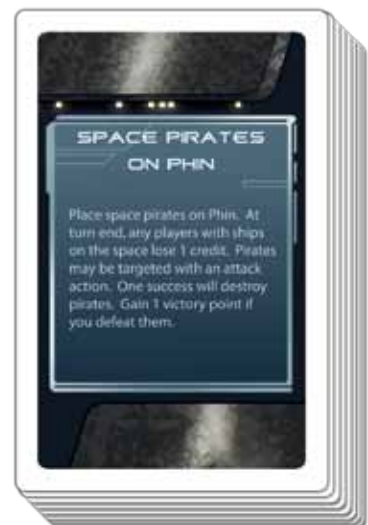 SPACE PIRATES
ON PHIN
Place space pirates on Phin. At
turn end, any players with ships
on the space lose 1 credit. Pirates
may be targeted with an attack
action. One success will destroy
pirates. Gain 1 victory point if
you defeat them.